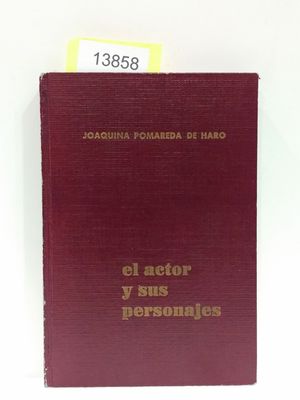 13858
JOAQUINA POMAREDA DE HARO
el actor
y sus
personajes